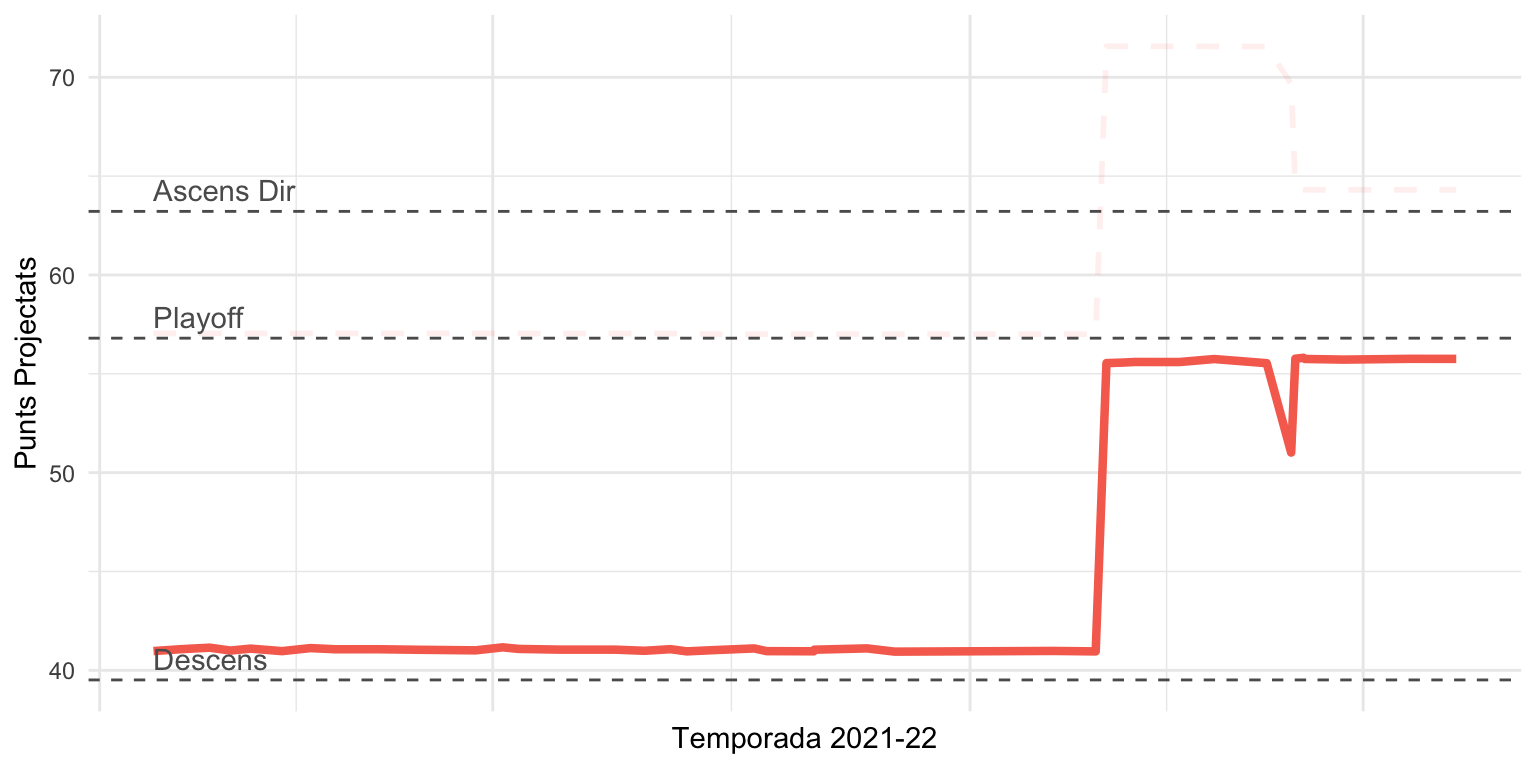 70
Ascens Dir
60
Playoff
Punts Projectats
50
Descens
40
Temporada 2021-22